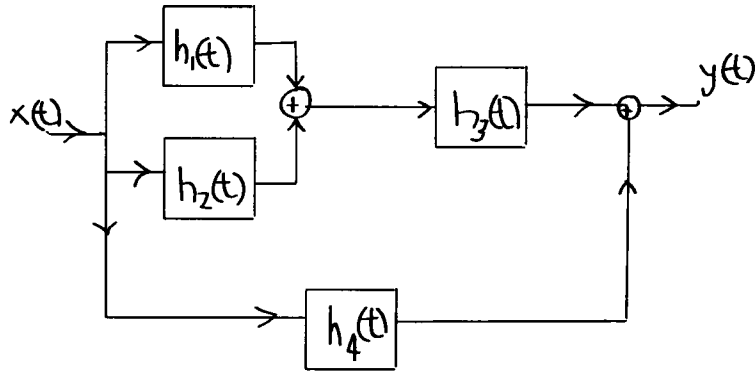 h₁(t)
x(t)
+
h₂(t)
h₃(t)
+
y(t)
h₄(t)